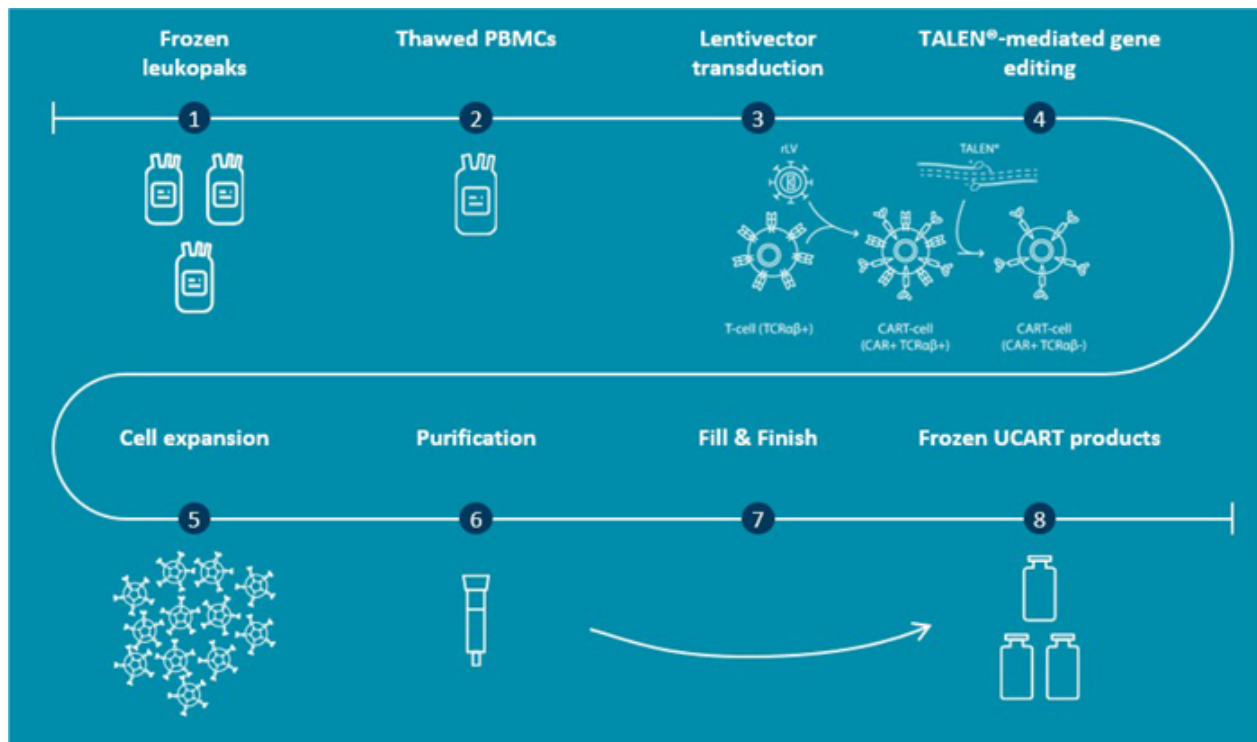 Frozen
leukopaks
Thawed PBMCs
Lentivector
transduction
TALEN®-mediated gene
editing
1
2
3
4
rLV
TALEN®
T-cell (TCRαβ+)
CART-cell
(CAR+ TCRαβ+)
CART-cell
(CAR+ TCRαβ-)
Cell expansion
Purification
Fill & Finish
Frozen UCART products
5
6
7
8